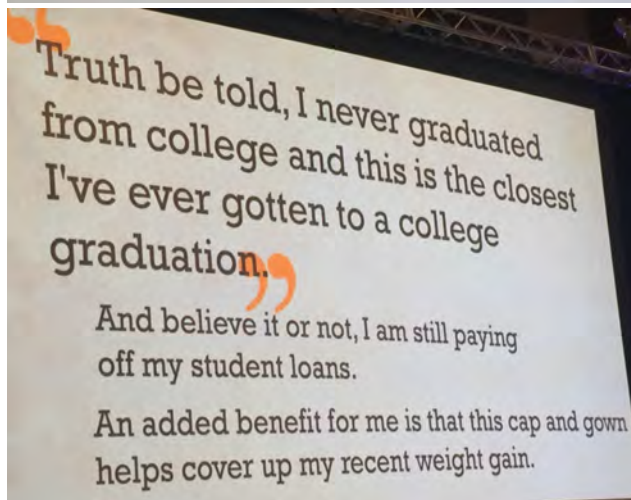 “Truth be told, I never graduated
from college and this is the closest
I've ever gotten to a college
graduation.”
And believe it or not, I am still paying
off my student loans.
An added benefit for me is that this cap and gown
helps cover up my recent weight gain.